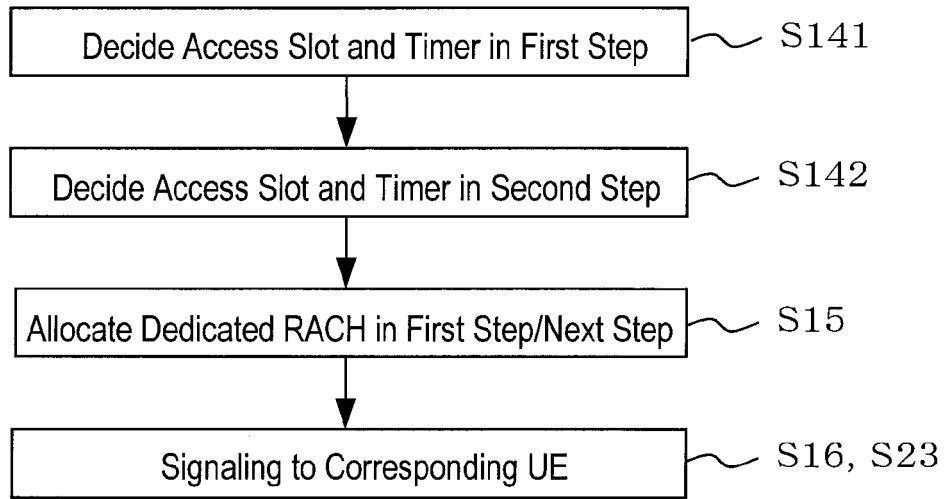 Decide Access Slot and Timer in First Step
S141
Decide Access Slot and Timer in Second Step
S142
Allocate Dedicated RACH in First Step/Next Step
S15
Signaling to Corresponding UE
S16, S23